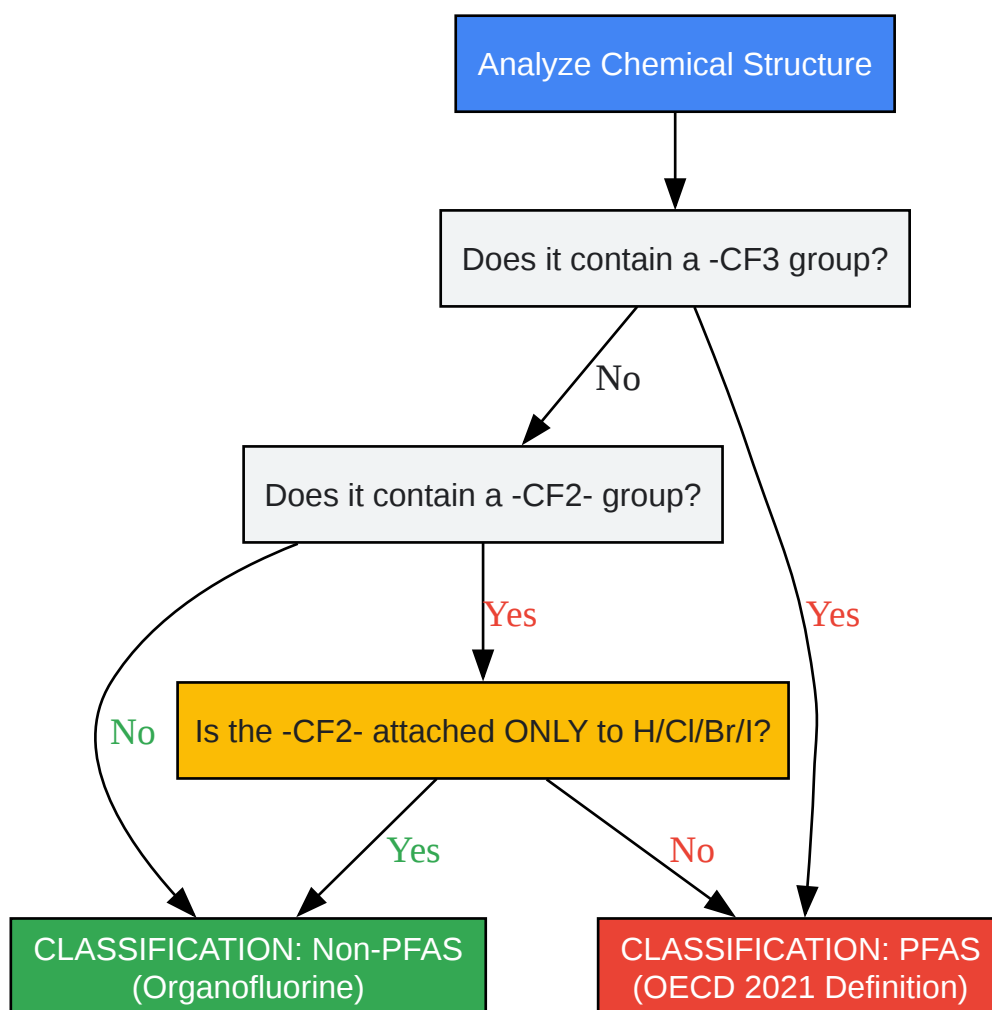 Analyze Chemical Structure
Does it contain a -CF3 group?
No
Does it contain a -CF2- group?
Yes
Yes
Is the -CF2- attached ONLY to H/Cl/Br/I?
No
Yes
No
CLASSIFICATION: Non-PFAS
(Organofluorine)
CLASSIFICATION: PFAS
(OECD 2021 Definition)